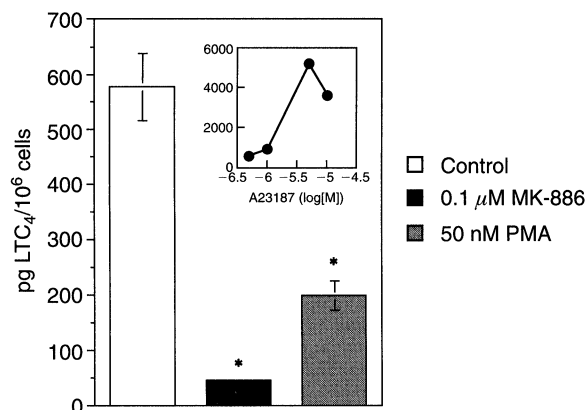 700
600
500
400
300
200
100
0
pg LTC4/10^6 cells
6000
4000
2000
0
−6.5 −6 −5.5 −5 −4.5
A23187 (log[M])
*
*
Control
0.1 μM MK-886
50 nM PMA